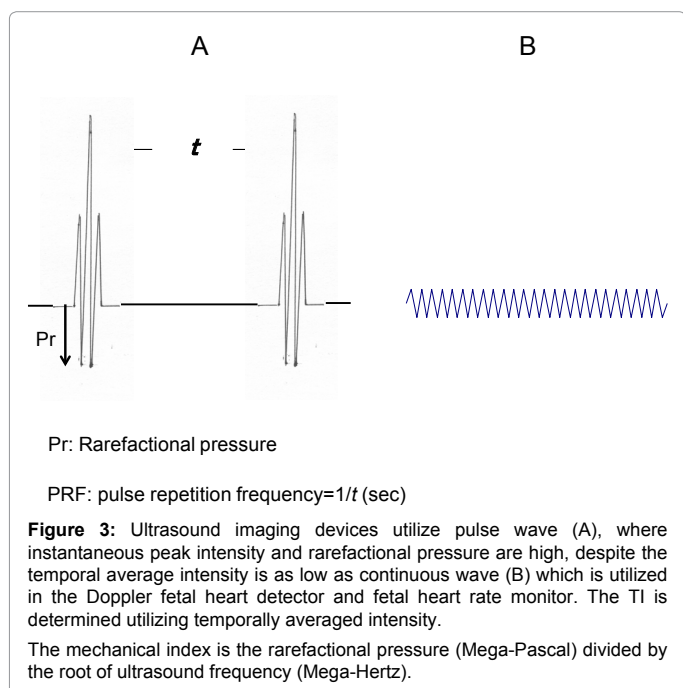 A
B
t
Pr
Pr: Rarefactional pressure
PRF: pulse repetition frequency=1/t (sec)
Figure 3: Ultrasound imaging devices utilize pulse wave (A), where
instantaneous peak intensity and rarefactional pressure are high, despite the
temporal average intensity is as low as continuous wave (B) which is utilized
in the Doppler fetal heart detector and fetal heart rate monitor. The TI is
determined utilizing temporally averaged intensity.
The mechanical index is the rarefactional pressure (Mega-Pascal) divided by
the root of ultrasound frequency (Mega-Hertz).